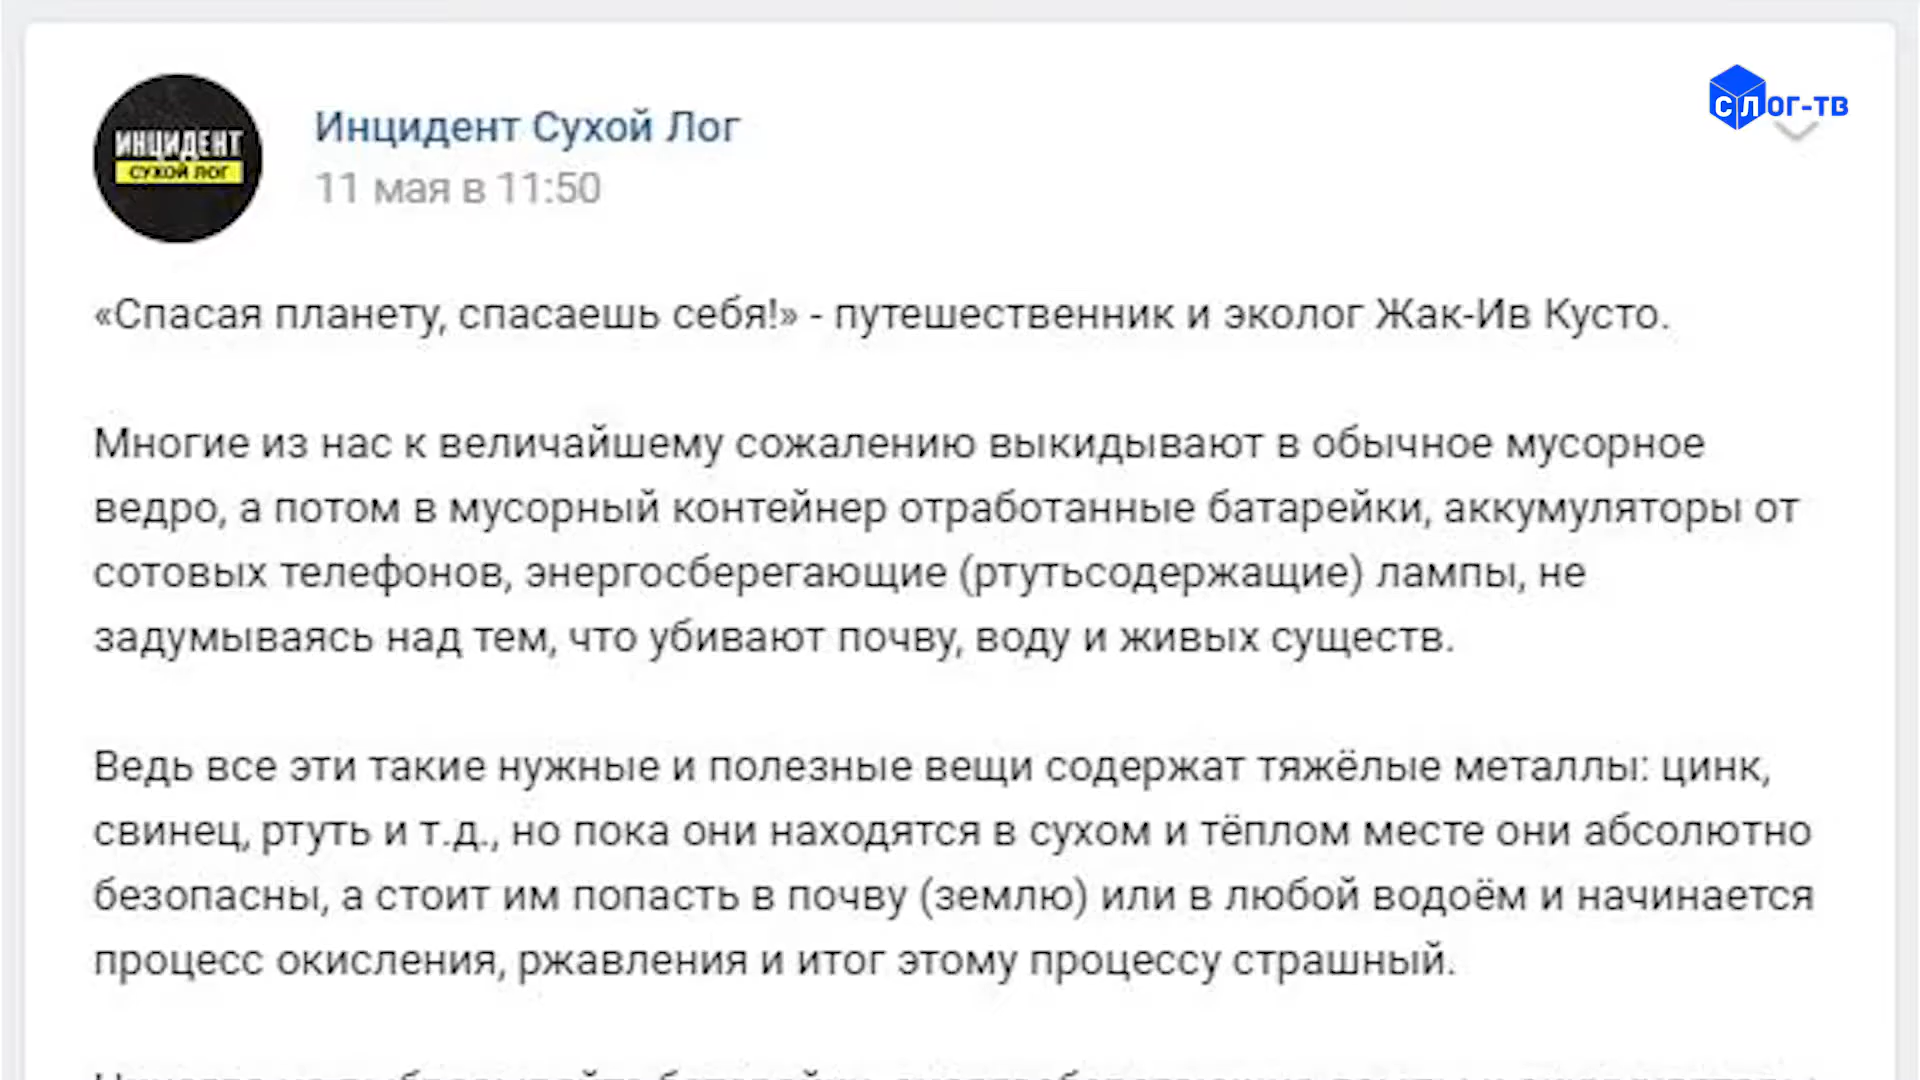 ИНЦИДЕНТ
СУХОЙ ЛОГ
Инцидент Сухой Лог
11 мая в 11:50
СЛОГ-ТВ
«Спасая планету, спасаешь себя!» - путешественник и эколог Жак-Ив Кусто.
Многие из нас к величайшему сожалению выкидывают в обычное мусорное
ведро, а потом в мусорный контейнер отработанные батарейки, аккумуляторы от
сотовых телефонов, энергосберегающие (ртутьсодержащие) лампы, не
задумываясь над тем, что убивают почву, воду и живых существ.
Ведь все эти такие нужные и полезные вещи содержат тяжёлые металлы: цинк,
свинец, ртуть и т.д., но пока они находятся в сухом и тёплом месте они абсолютно
безопасны, а стоит им попасть в почву (землю) или в любой водоём и начинается
процесс окисления, ржавления и итог этому процессу страшный.